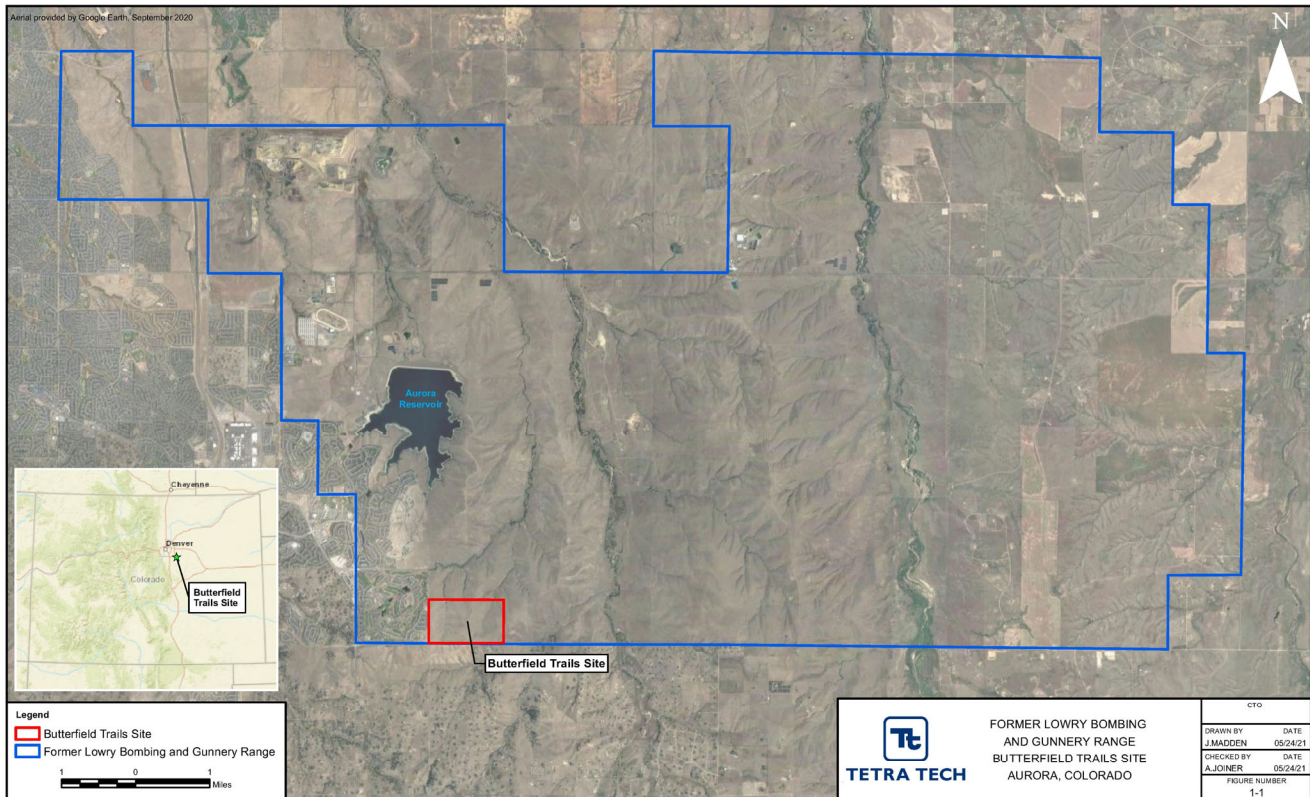 Aerial provided by Google Earth, September 2020
N
Aurora
Reservoir
Cheyenne
Denver
Colorado
Butterfield
Trails Site
Butterfield Trails Site
Legend
Butterfield Trails Site
Former Lowry Bombing and Gunnery Range
1 0 1
Miles
Tt
TETRA TECH
FORMER LOWRY BOMBING
AND GUNNERY RANGE
BUTTERFIELD TRAILS SITE
AURORA, COLORADO
CTO
DRAWN BY DATE
J.MADDEN 05/24/21
CHECKED BY DATE
A.JOINER 05/24/21
FIGURE NUMBER
1-1